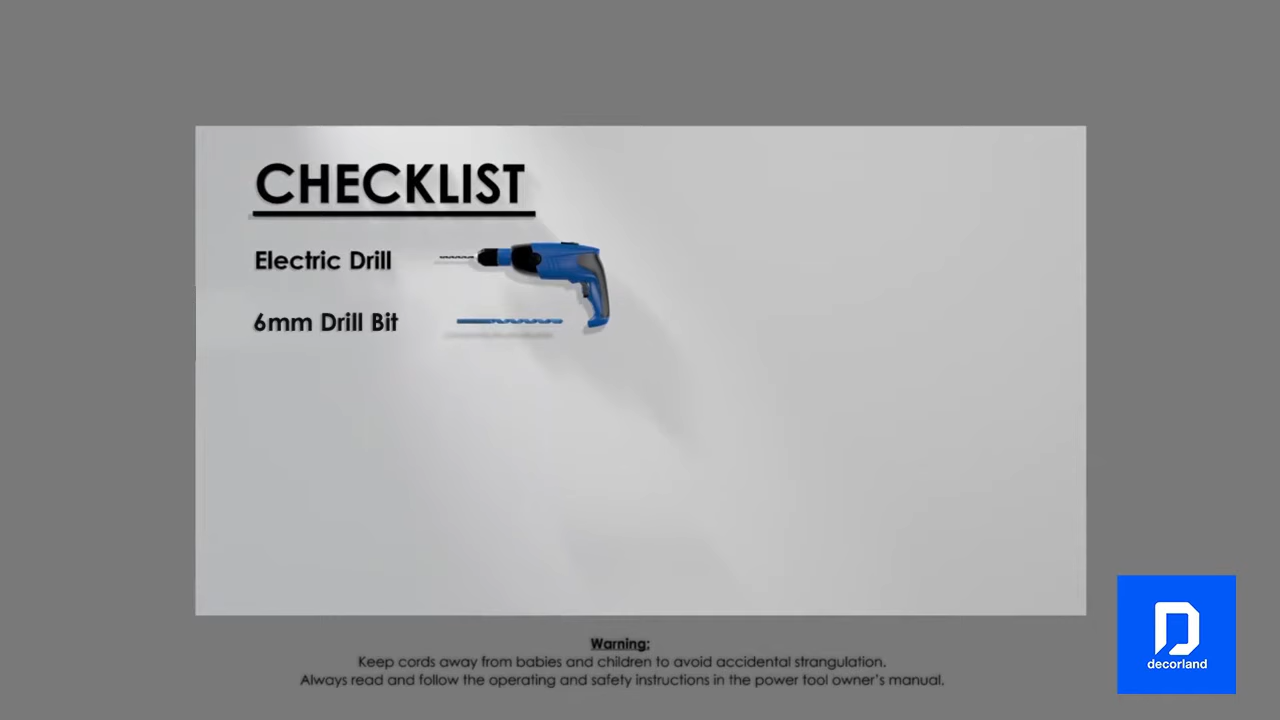 CHECKLIST
Electric Drill
6mm Drill Bit
Warning:
Keep cords away from babies and children to avoid accidental strangulation.
Always read and follow the operating and safety instructions in the power tool owner's manual.
decorland